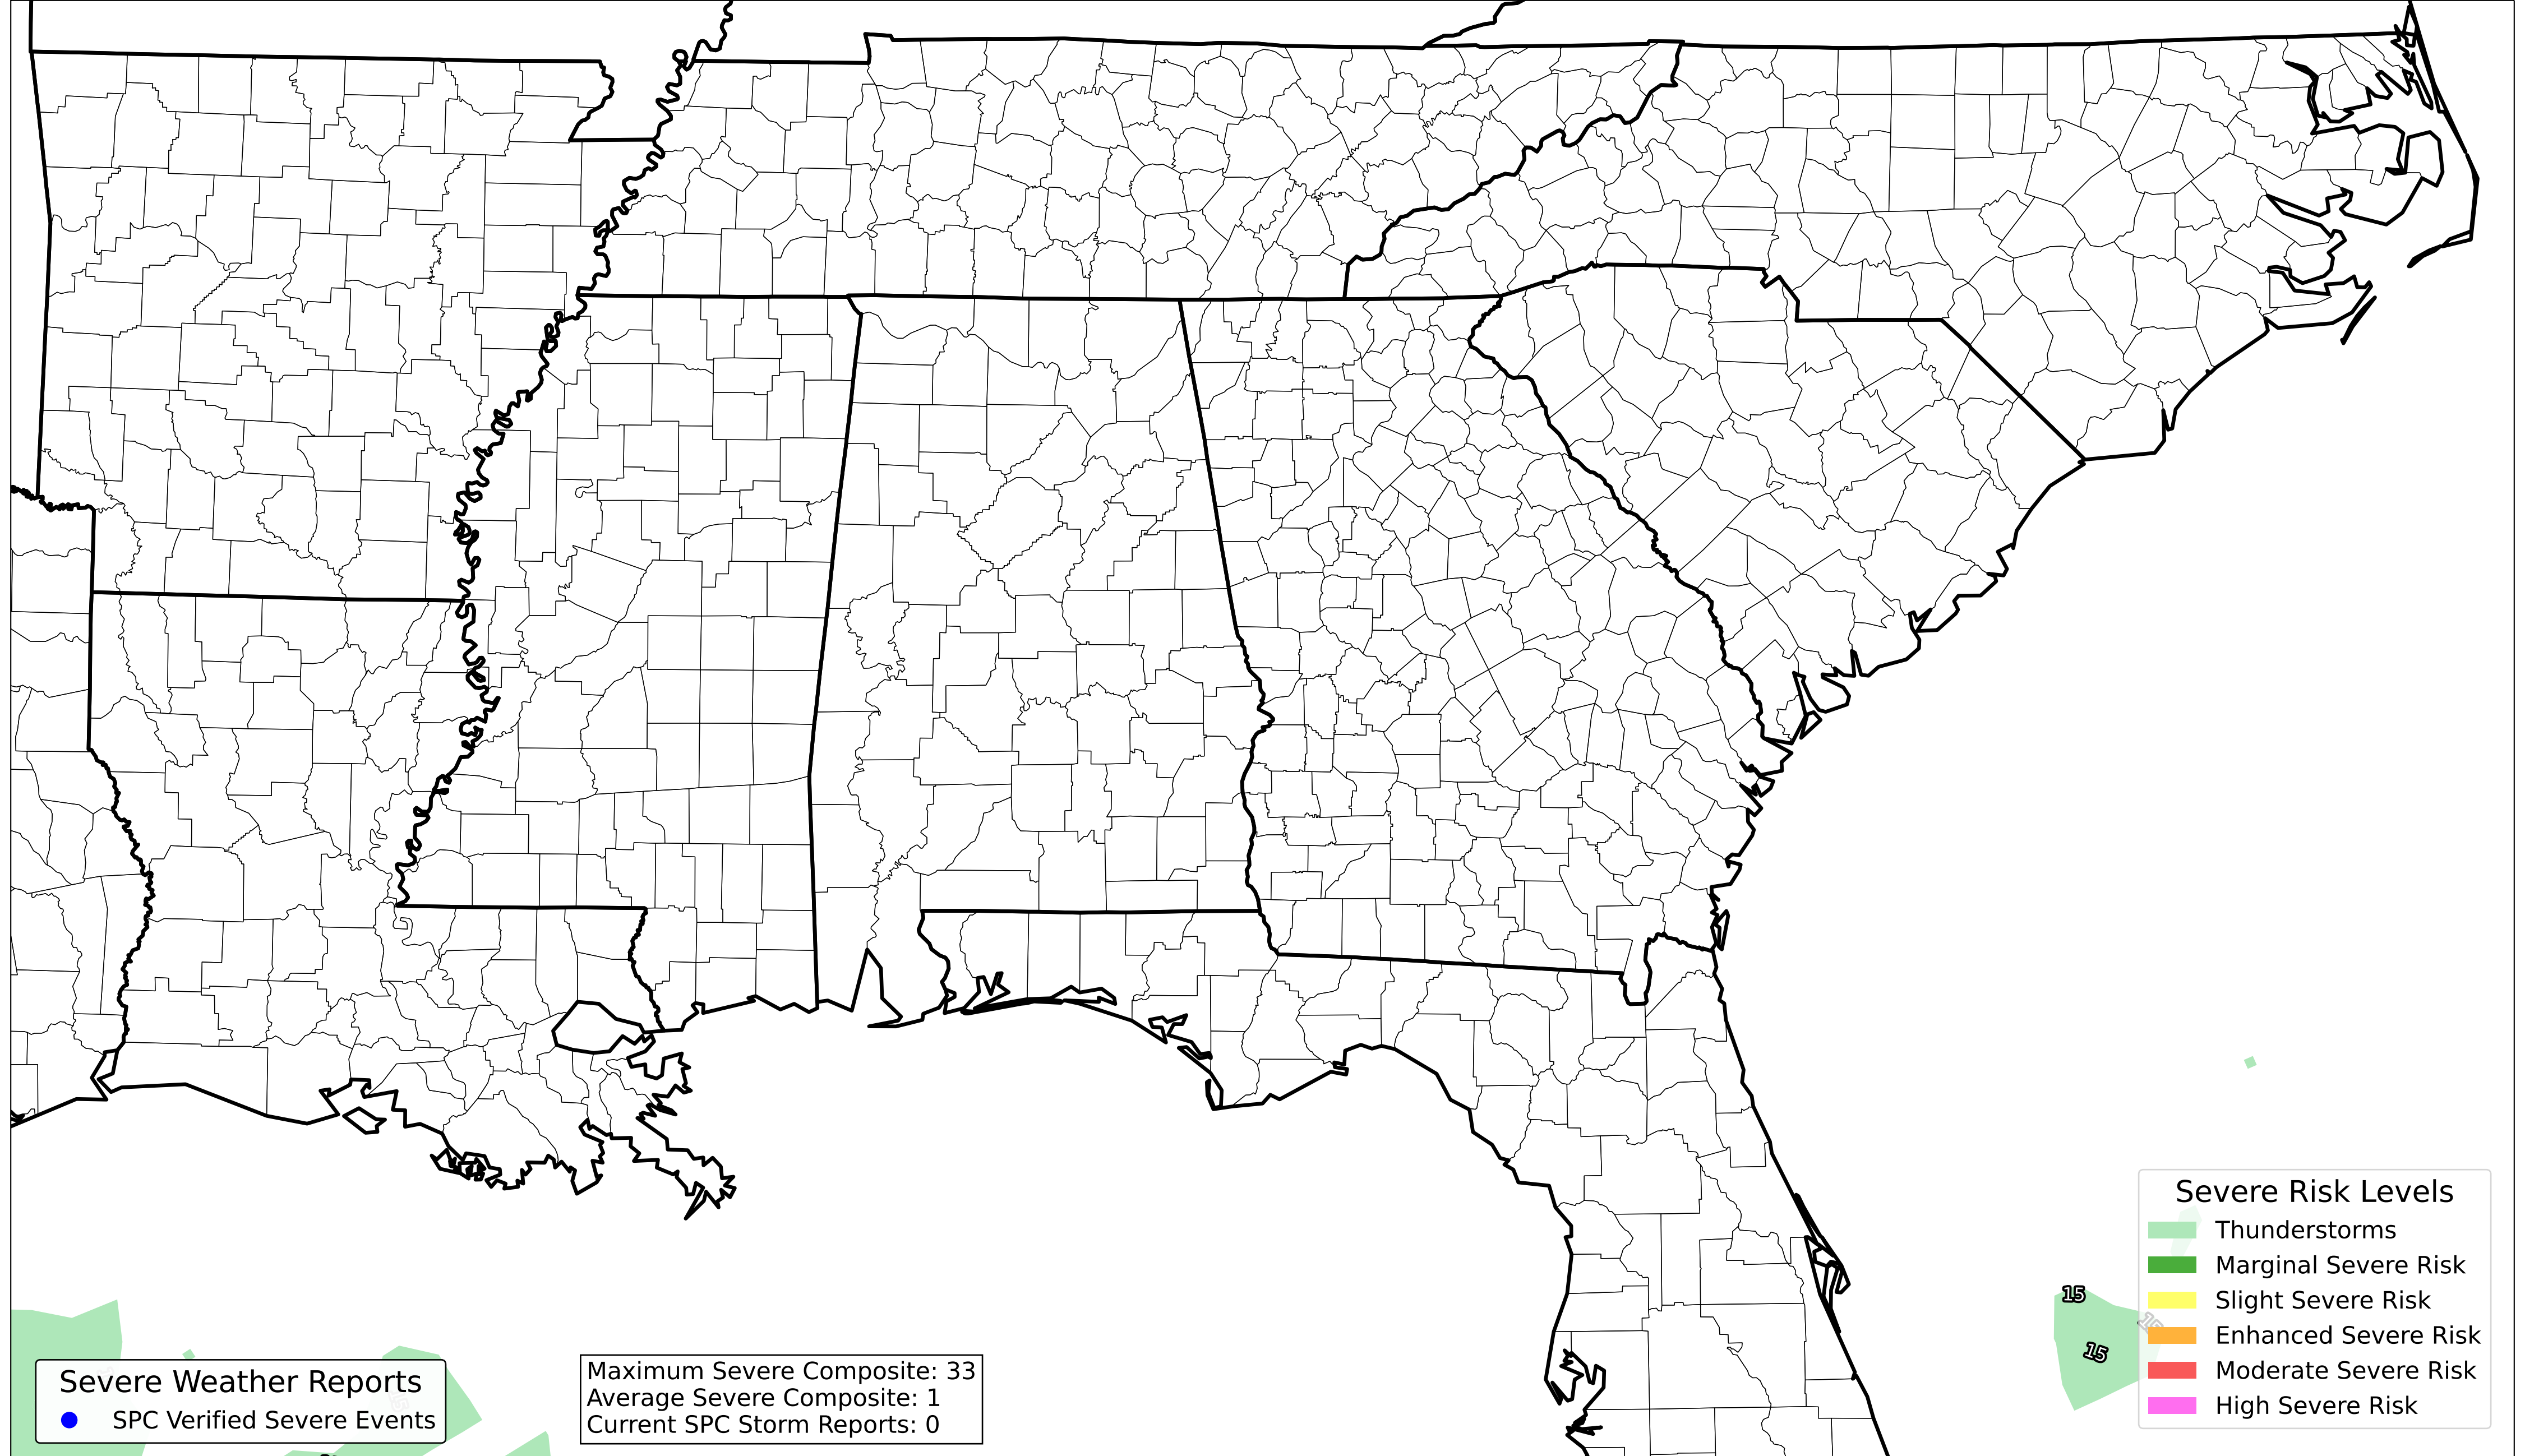 Severe Risk Levels
Thunderstorms
Marginal Severe Risk
Slight Severe Risk
Enhanced Severe Risk
Moderate Severe Risk
High Severe Risk
15
15
15
Severe Weather Reports
SPC Verified Severe Events
Maximum Severe Composite: 33
Average Severe Composite: 1
Current SPC Storm Reports: 0